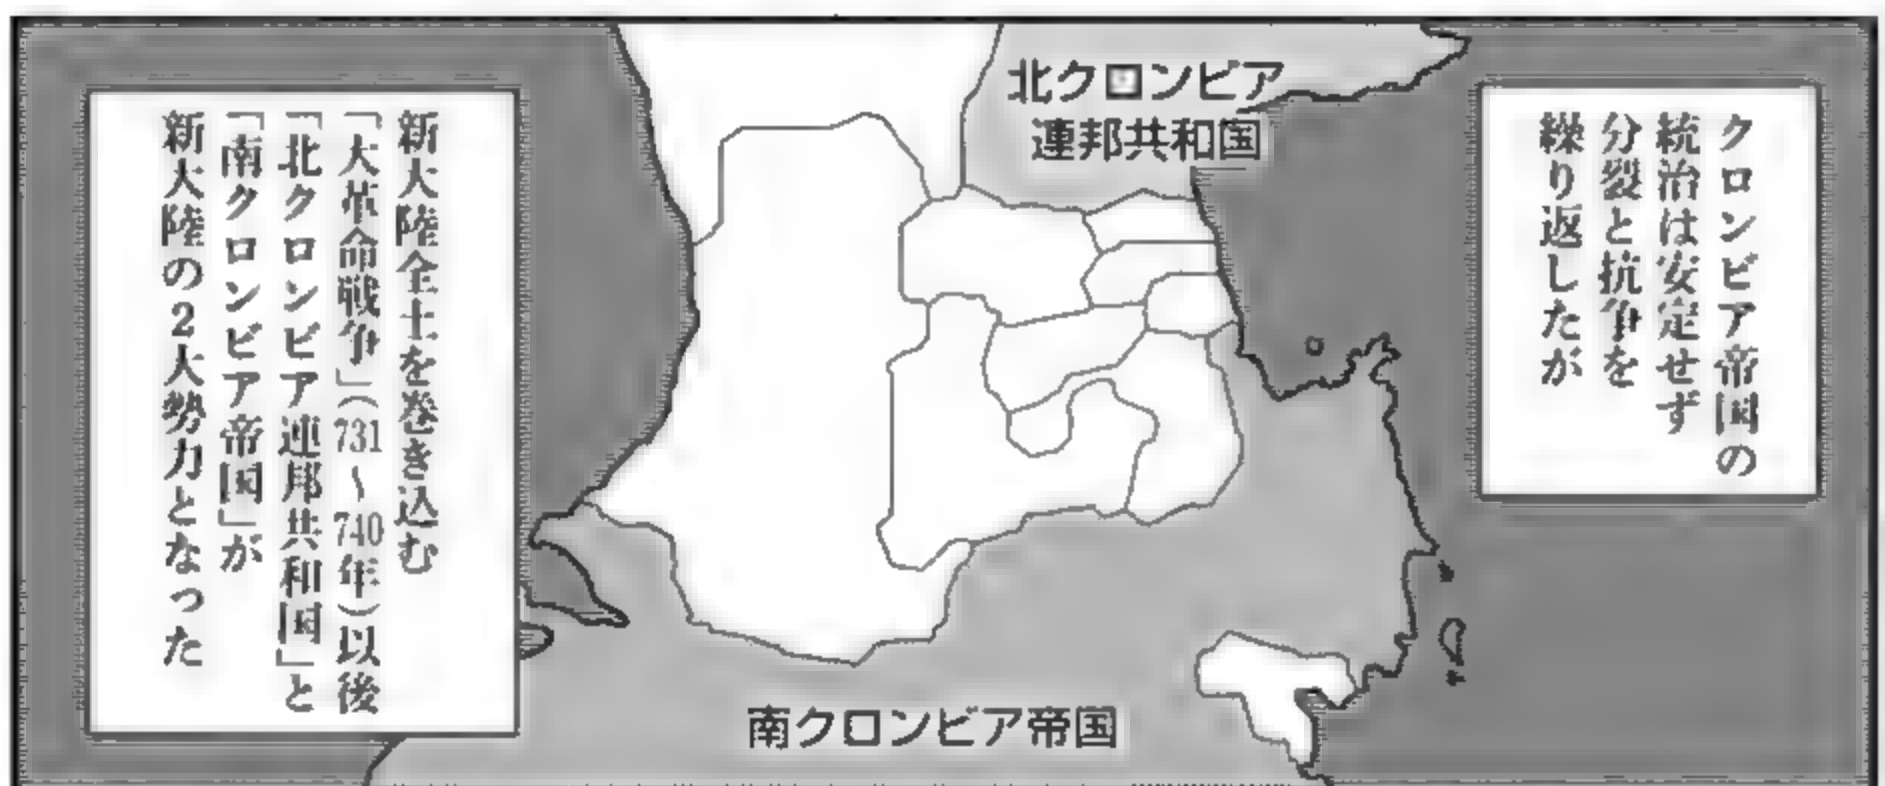 クロンビア帝国の
統治は安定せず
分裂と抗争を
繰り返したが
北クロンビア
連邦共和国
新大陸全土を巻き込む
「大革命戦争」（731〜740年）以後
「北クロンビア連邦共和国」と
「南クロンビア帝国」が
新大陸の2大勢力となった
南クロンビア帝国